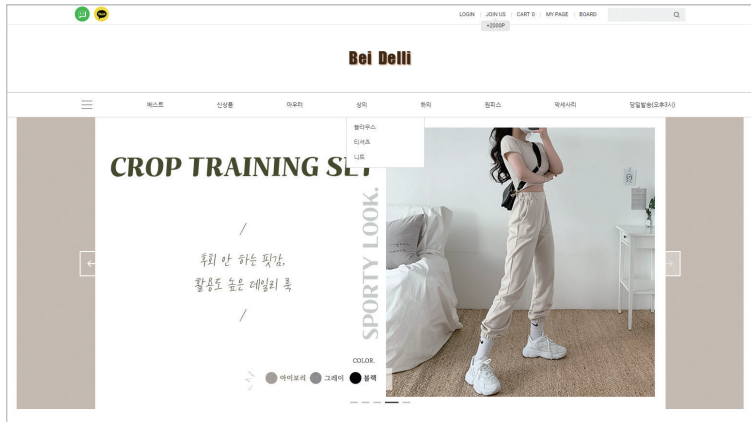 LOGIN JOIN US CART 0 MY PAGE BOARD
+2000P
Bei Delli
베스트 신상품 아우터 상의 하의 원피스 악세사리 당일발송(오후3시)
블라우스
티셔츠
니트
CROP TRAINING SET
SPORTY LOOK.
/
후회 안 하는 핏감,
활용도 높은 데일리 룩
/
COLOR.
아이보리 그레이 블랙